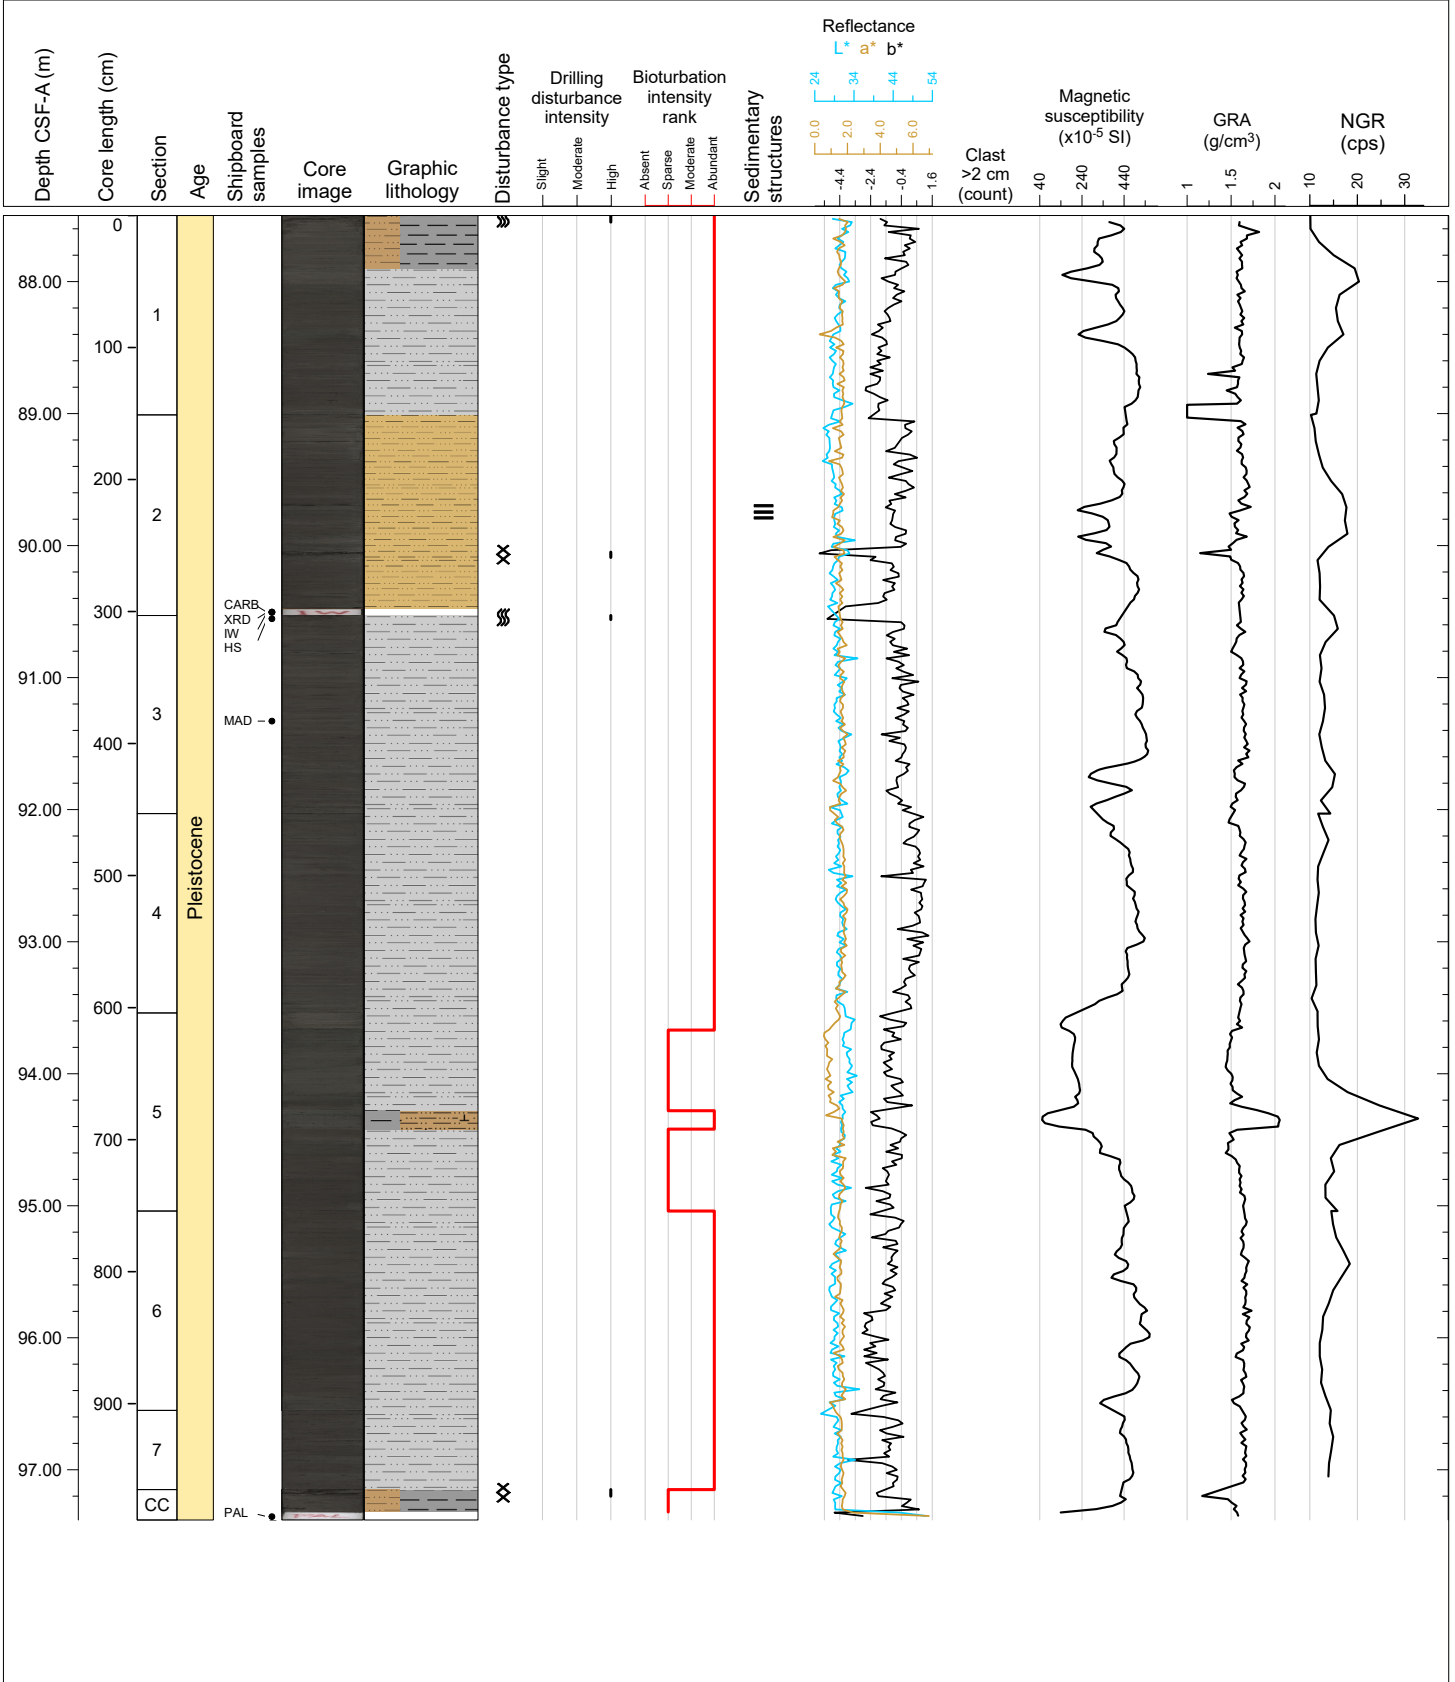 Depth CSF-A (m)
Core length (cm)
Section
Age
Shipboard
samples
Core
image
Graphic
lithology
Disturbance type
Drilling
disturbance
intensity
Slight
Moderate
High
Bioturbation
intensity
rank
Absent
Sparse
Moderate
Abundant
Sedimentary
structures
Reflectance
L* a* b*
24 34 44 54
0.0 2.0 4.0 6.0
-4.4 -2.4 -0.4 1.6
Clast
>2 cm
(count)
Magnetic
susceptibility
(x10-5 SI)
40 240 440
GRA
(g/cm3)
1 1.5 2
NGR
(cps)
10 20 30
0
88.00
1
100
89.00
200
2
90.00
300
CARB
XRD
IW
HS
91.00
3
MAD
400
92.00
Pleistocene
500
4
93.00
600
94.00
5
700
95.00
800
6
96.00
900
7
97.00
CC
PAL